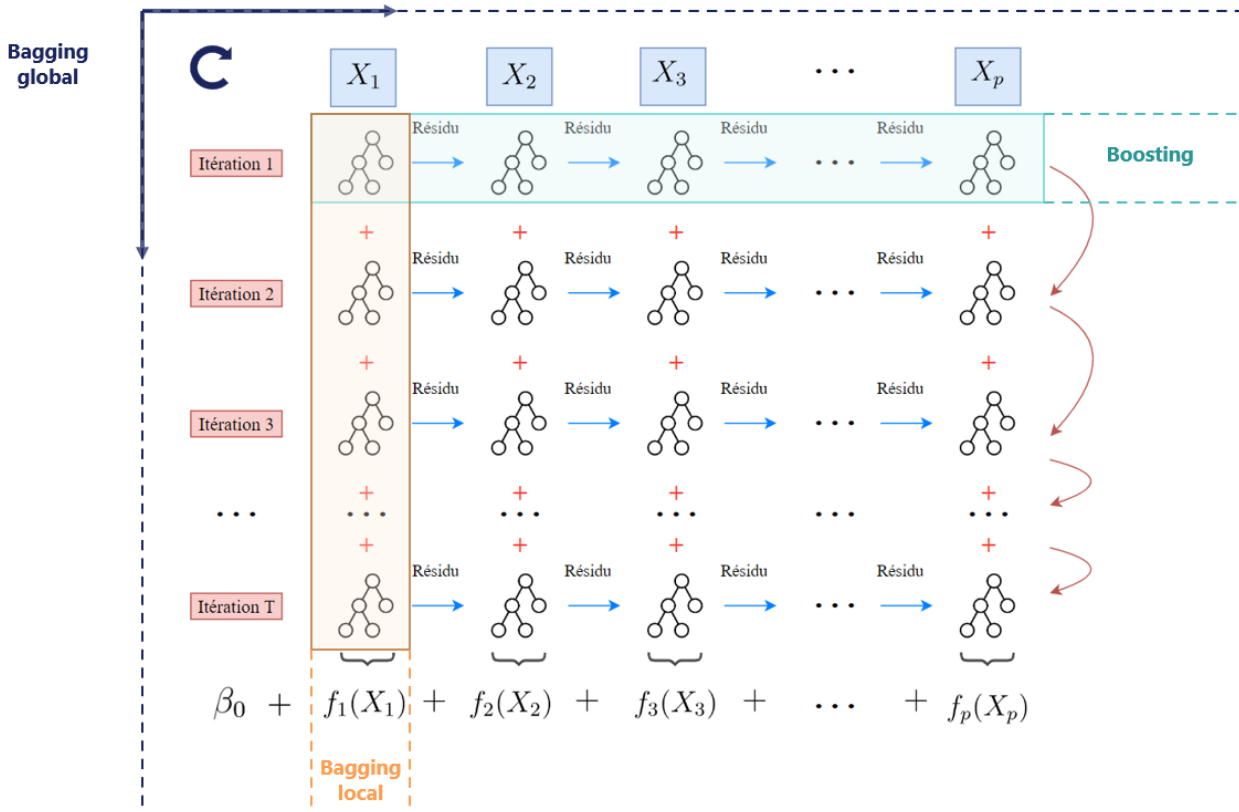 Bagging
global
X₁ X₂ X₃ ... Xₚ
Résidu Résidu Résidu Résidu
Itération 1 ...
Boosting
+ + + +
Résidu Résidu Résidu Résidu
Itération 2 ...
+ + + +
Résidu Résidu Résidu Résidu
Itération 3 ...
+ + + +
... ... ... ... ... ...
+ + + +
Résidu Résidu Résidu Résidu
Itération T ...
β₀ + f₁(X₁) + f₂(X₂) + f₃(X₃) + ... + fₚ(Xₚ)
Bagging
local